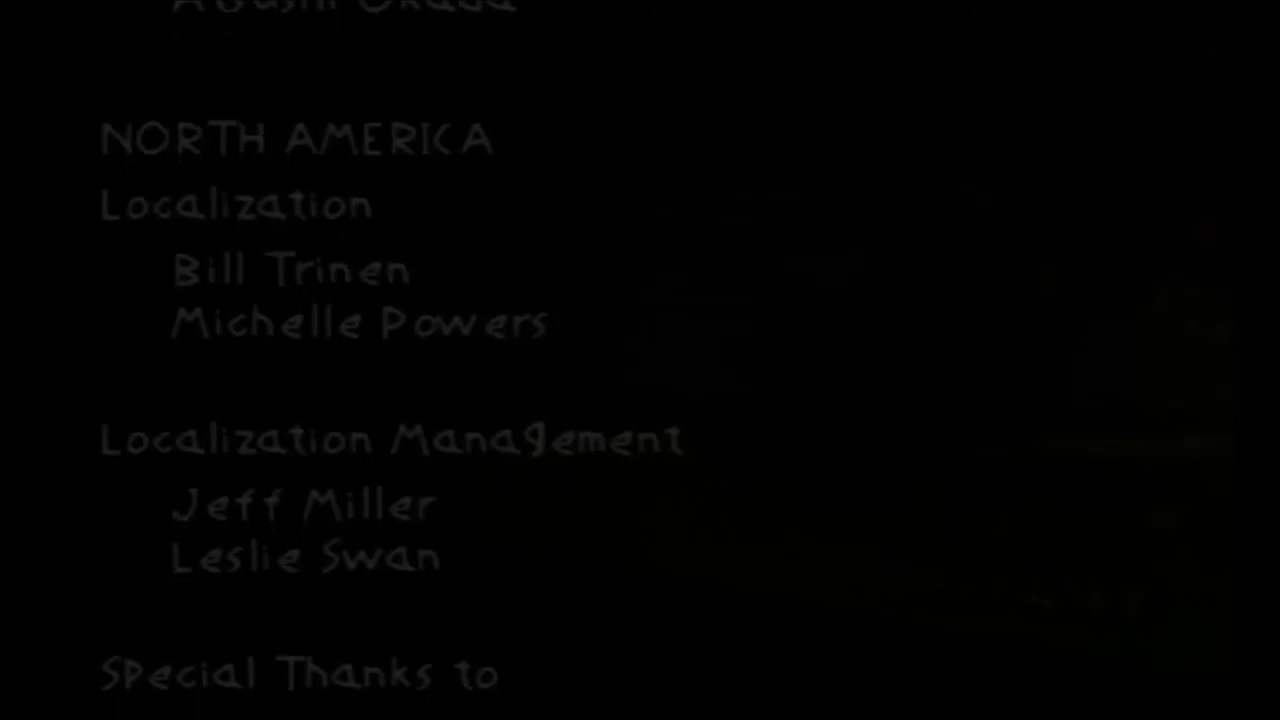 NORTH AMERICA
Localization
Bill Trinen
Michelle Powers
Localization Management
Jeff Miller
Leslie Swan
Special Thanks to